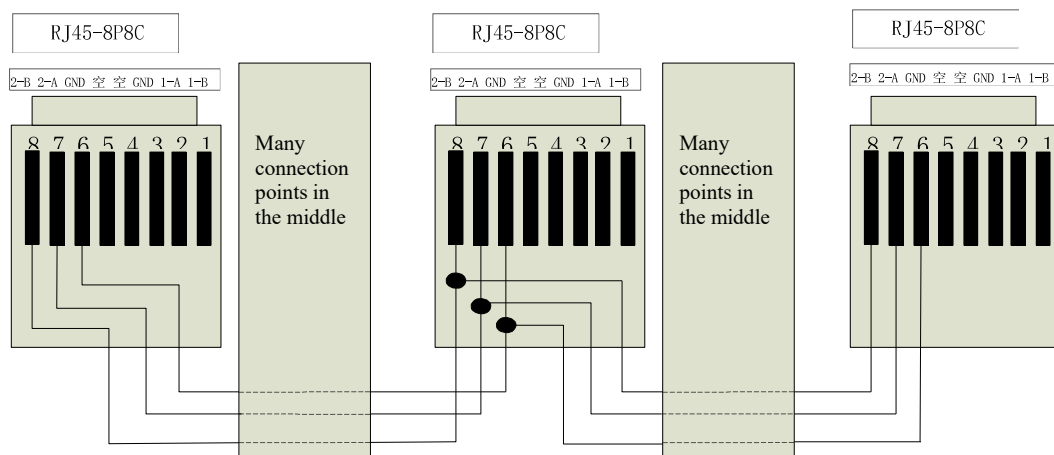 RJ45-8P8C
2-B 2-A GND 空 空 GND 1-A 1-B
8 7 6 5 4 3 2 1
Many
connection
points in
the middle
RJ45-8P8C
2-B 2-A GND 空 空 GND 1-A 1-B
8 7 6 5 4 3 2 1
Many
connection
points in
the middle
RJ45-8P8C
2-B 2-A GND 空 空 GND 1-A 1-B
8 7 6 5 4 3 2 1